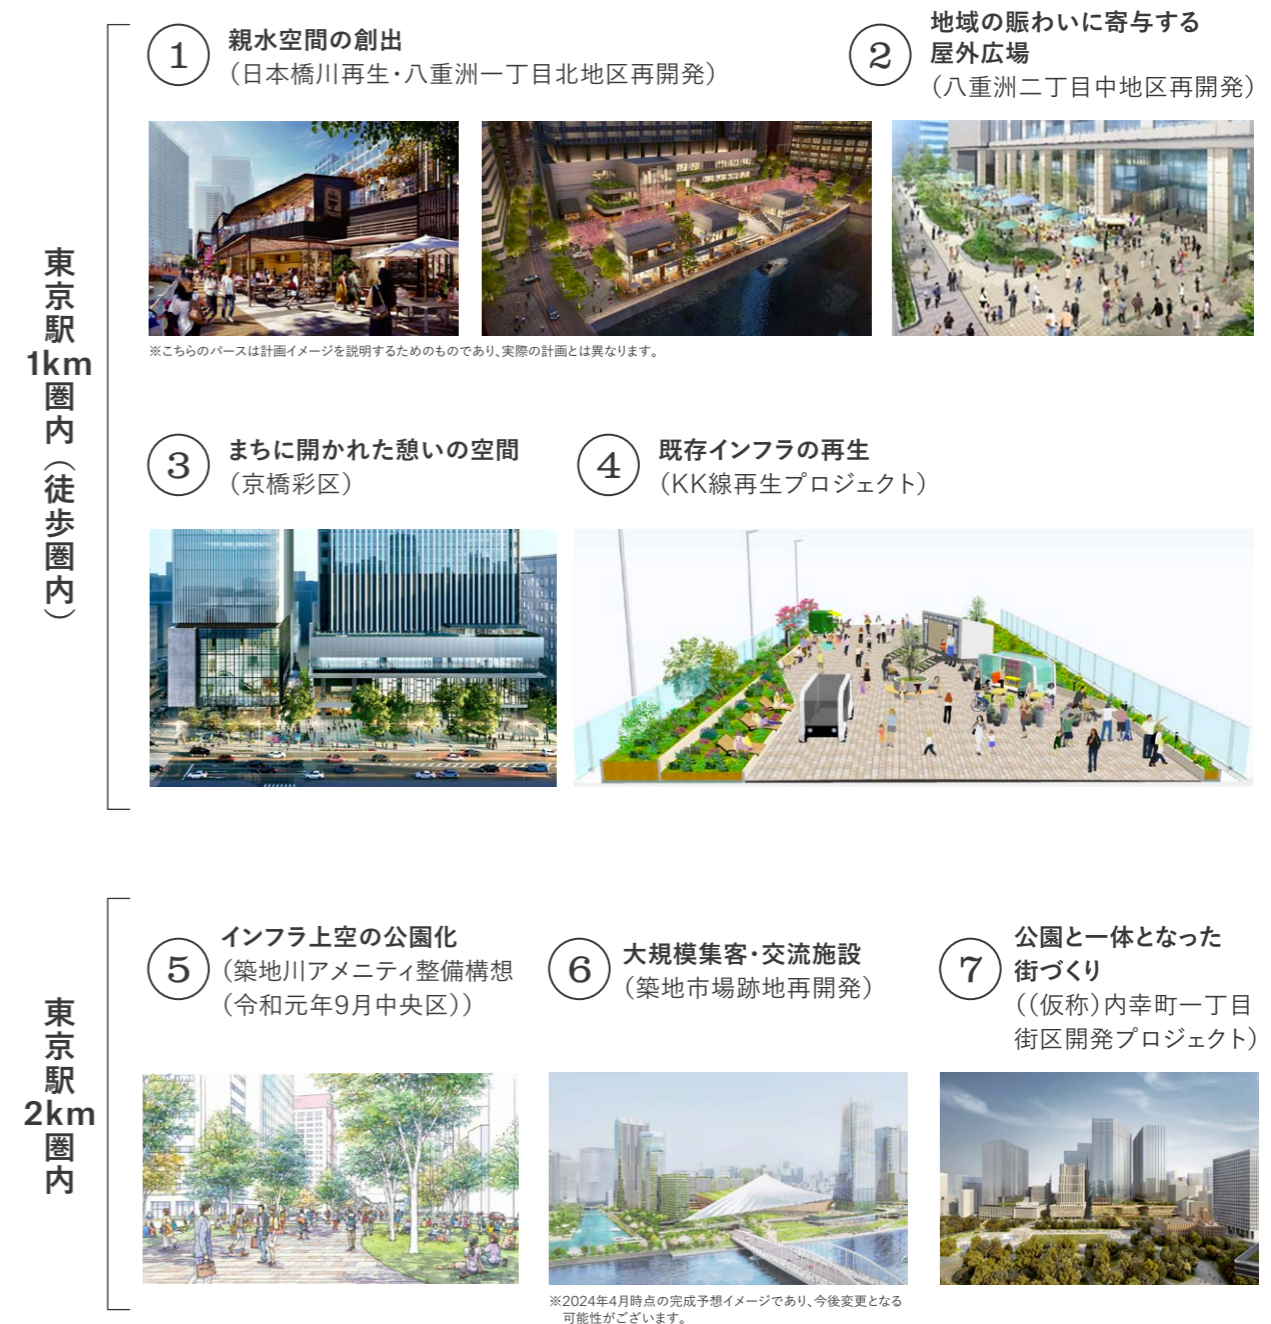 東京駅1km圏内（徒歩圏内）
1
親水空間の創出
（日本橋川再生・八重洲一丁目北地区再開発）
2
地域の賑わいに寄与する
屋外広場
（八重洲二丁目中地区再開発）
※こちらのパースは計画イメージを説明するためのものであり、実際の計画とは異なります。
3
まちに開かれた憩いの空間
（京橋彩区）
4
既存インフラの再生
（KK線再生プロジェクト）
東京駅2km圏内
5
インフラ上空の公園化
（築地川アメニティ整備構想
（令和元年9月中央区））
6
大規模集客・交流施設
（築地市場跡地再開発）
7
公園と一体となった
街づくり
（（仮称）内幸町一丁目
街区開発プロジェクト）
※2024年4月時点の完成予想イメージであり、今後変更となる
可能性がございます。